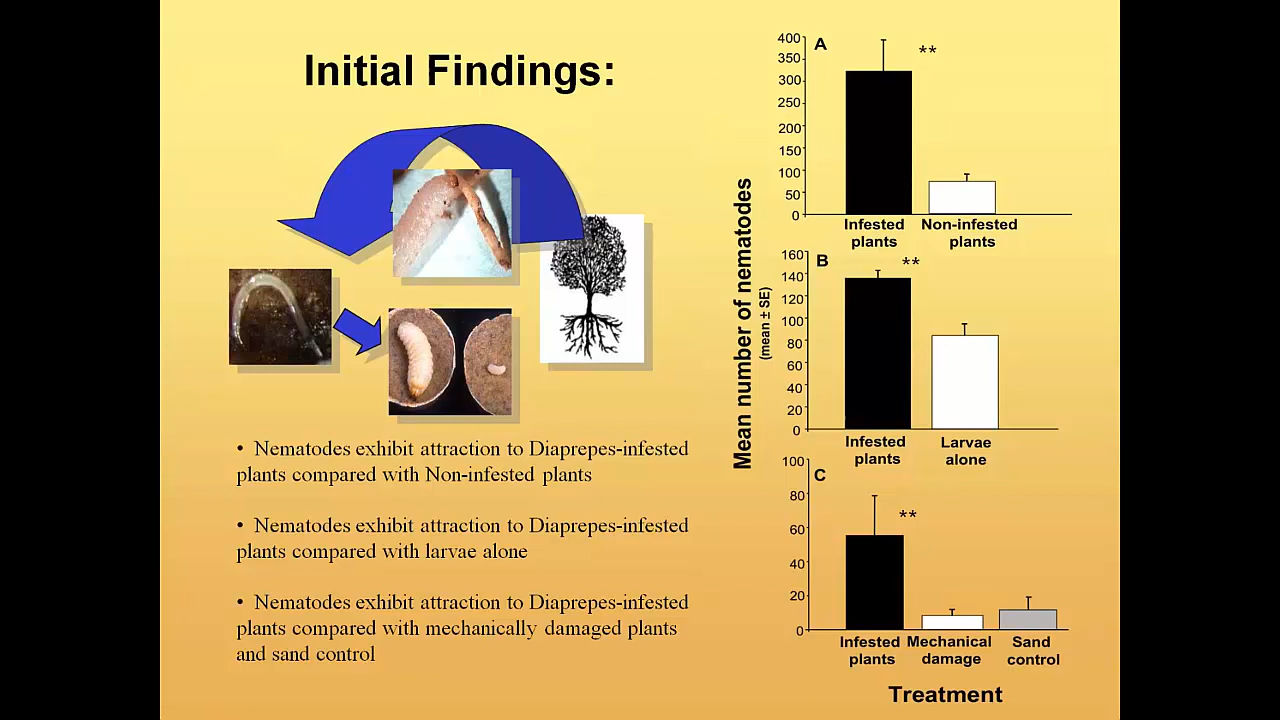 Initial Findings:
• Nematodes exhibit attraction to Diaprepes-infested
plants compared with Non-infested plants
• Nematodes exhibit attraction to Diaprepes-infested
plants compared with larvae alone
• Nematodes exhibit attraction to Diaprepes-infested
plants compared with mechanically damaged plants
and sand control
Mean number of nematodes
(mean ± SE)
A
**
400
350
300
250
200
150
100
50
0
Infested plants
Non-infested plants
B
**
160
140
120
100
80
60
40
20
0
Infested plants
Larvae alone
C
**
100
80
60
40
20
0
Infested plants
Mechanical damage
Sand control
Treatment